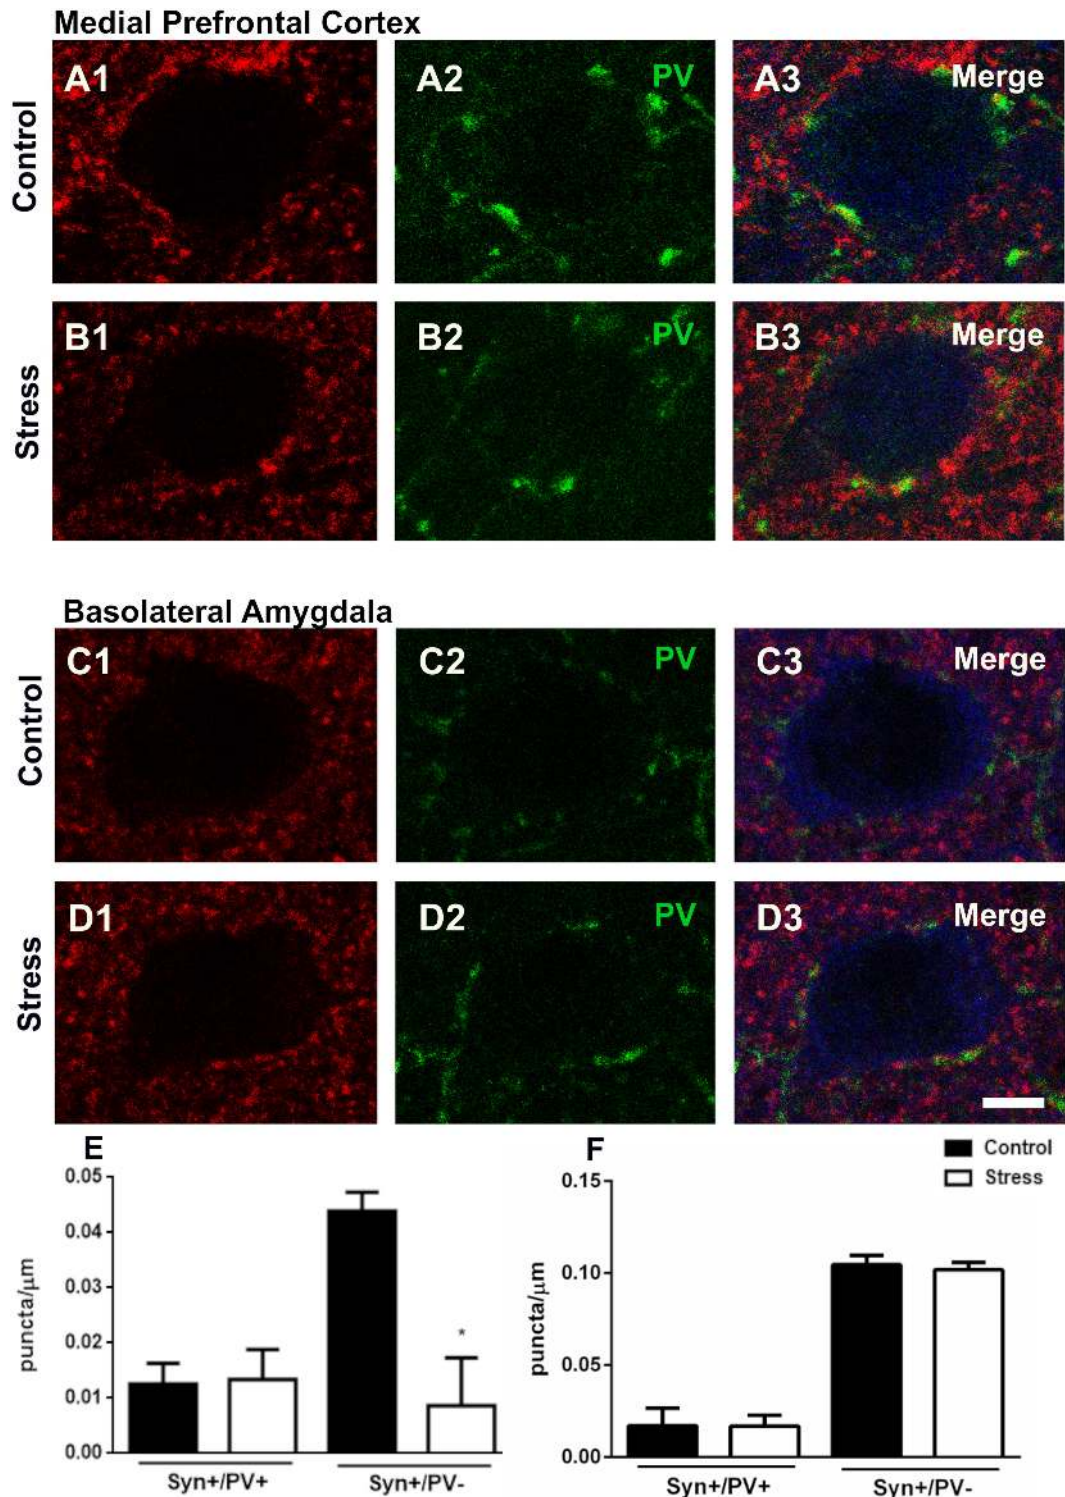 Medial Prefrontal Cortex
Control
A1
A2 PV
A3 Merge
Stress
B1
B2 PV
B3 Merge
Basolateral Amygdala
Control
C1
C2 PV
C3 Merge
Stress
D1
D2 PV
D3 Merge
E
puncta/µm
0.05
0.04
0.03
0.02
0.01
0.00
*
Syn+/PV+ Syn+/PV-
F
Control
Stress
puncta/µm
0.15
0.10
0.05
0.00
Syn+/PV+ Syn+/PV-